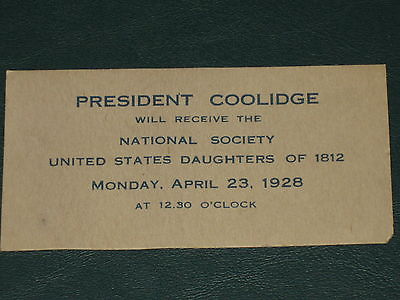 PRESIDENT COOLIDGE
WILL RECEIVE THE
NATIONAL SOCIETY
UNITED STATES DAUGHTERS OF 1812
MONDAY, APRIL 23, 1928
AT 12.30 O'CLOCK